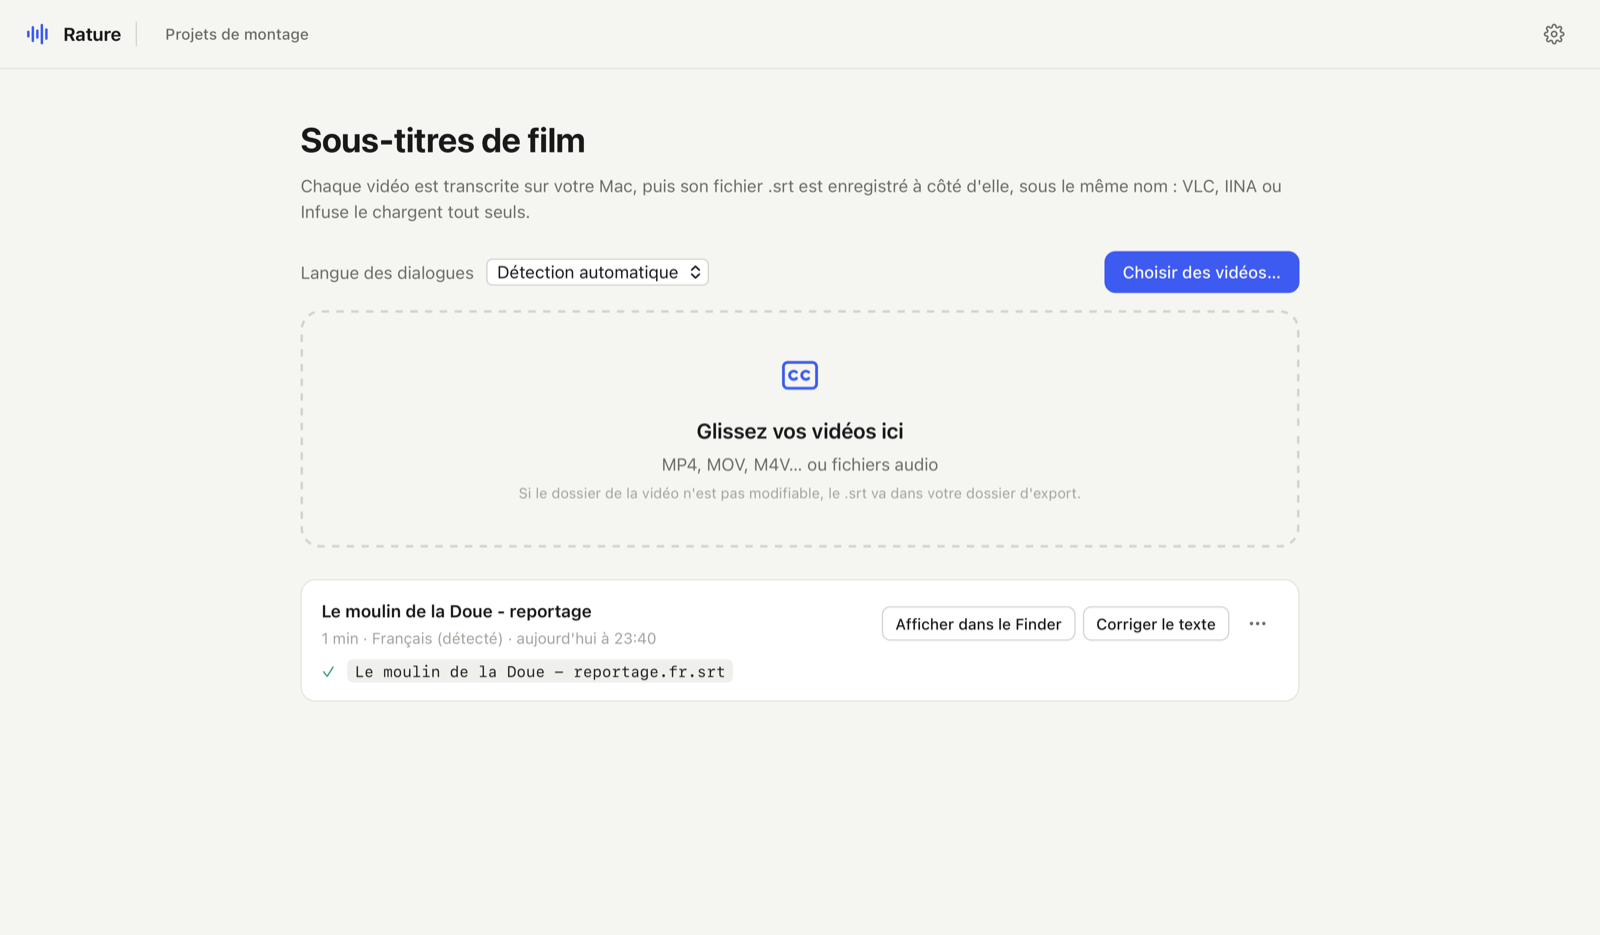 Rature
Projets de montage
Sous-titres de film
Chaque vidéo est transcrite sur votre Mac, puis son fichier .srt est enregistré à côté d'elle, sous le même nom : VLC, IINA ou
Infuse le chargent tout seuls.
Langue des dialogues
Détection automatique
Choisir des vidéos...
CC
Glissez vos vidéos ici
MP4, MOV, M4V... ou fichiers audio
Si le dossier de la vidéo n'est pas modifiable, le .srt va dans votre dossier d'export.
Le moulin de la Doue - reportage
Afficher dans le Finder
Corriger le texte
1 min · Français (détecté) · aujourd'hui à 23:40
Le moulin de la Doue – reportage.fr.srt